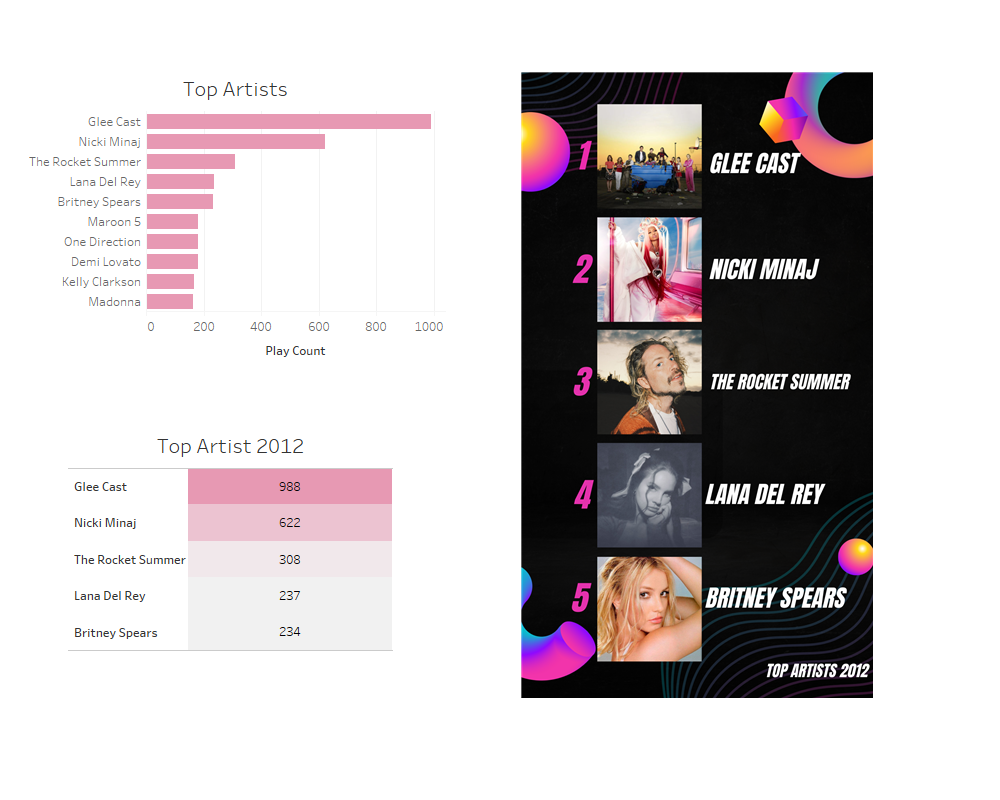 Top Artists
Glee Cast
Nicki Minaj
The Rocket Summer
Lana Del Rey
Britney Spears
Maroon 5
One Direction
Demi Lovato
Kelly Clarkson
Madonna
0 200 400 600 800 1000
Play Count
Top Artist 2012
Glee Cast 988
Nicki Minaj 622
The Rocket Summer 308
Lana Del Rey 237
Britney Spears 234
1 GLEE CAST
2 NICKI MINAJ
3 THE ROCKET SUMMER
4 LANA DEL REY
5 BRITNEY SPEARS
TOP ARTISTS 2012